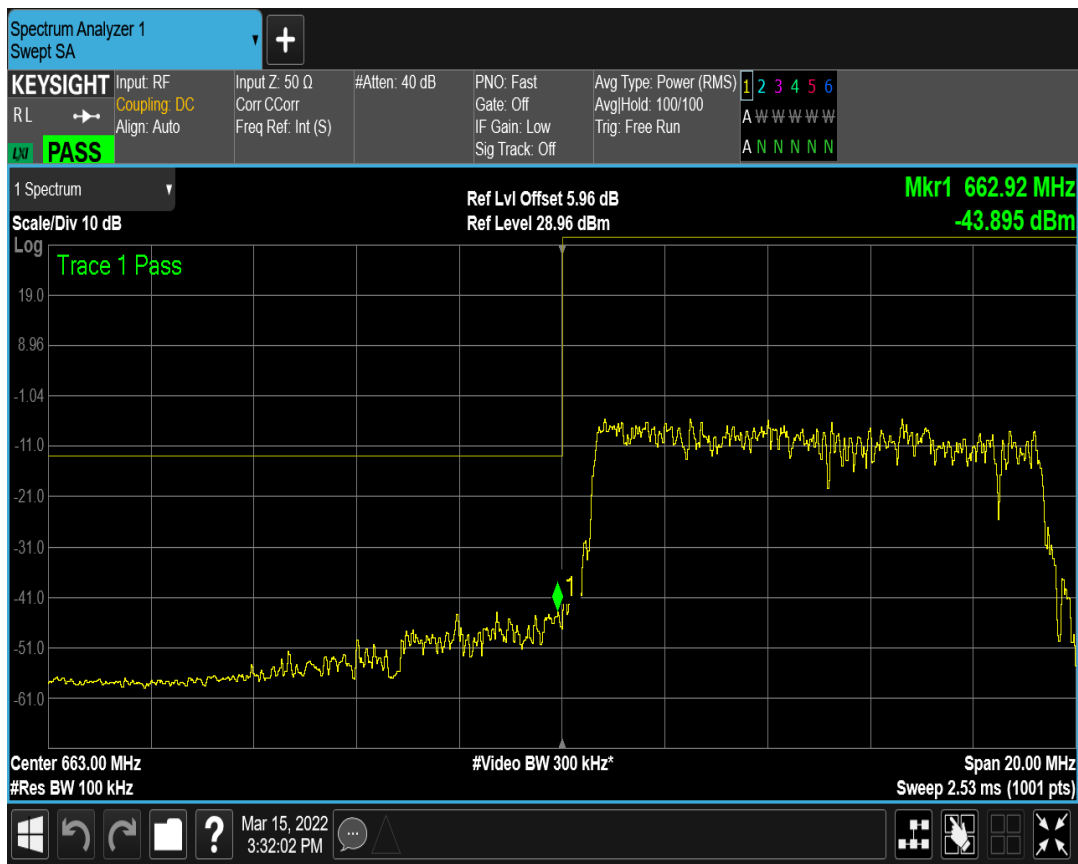 Spectrum Analyzer 1
Swept SA
+
KEYSIGHT
R L
LXI PASS
Input: RF
Coupling: DC
Align: Auto
Input Z: 50 Ω
Corr CCorr
Freq Ref: Int (S)
#Atten: 40 dB
PNO: Fast
Gate: Off
IF Gain: Low
Sig Track: Off
Avg Type: Power (RMS)
Avg|Hold: 100/100
Trig: Free Run
1 2 3 4 5 6
A W W W W W
A N N N N N
1 Spectrum
Scale/Div 10 dB
Ref Lvl Offset 5.96 dB
Ref Level 28.96 dBm
Mkr1 662.92 MHz
-43.895 dBm
Log
Trace 1 Pass
19.0
8.96
-1.04
-11.0
-21.0
-31.0
-41.0
-51.0
-61.0
1
Center 663.00 MHz
#Res BW 100 kHz
#Video BW 300 kHz*
Span 20.00 MHz
Sweep 2.53 ms (1001 pts)
?
Mar 15, 2022
3:32:02 PM